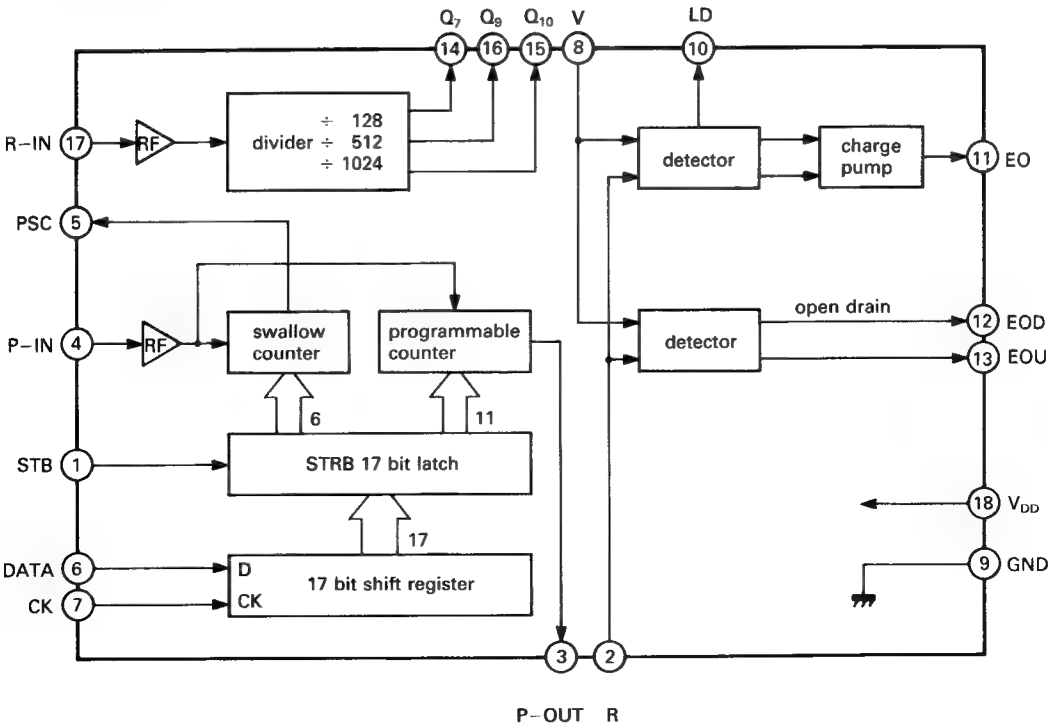 Q7 Q9 Q10 V LD
14 16 15 8 10
R-IN 17 RF
divider ÷ 128
÷ 512
÷ 1024
detector
charge pump
11 EO
PSC 5
P-IN 4 RF
swallow counter
programmable counter
detector
open drain
12 EOD
13 EOU
6
11
STB 1
STRB 17 bit latch
18 VDD
17
DATA 6
D
CK 7
CK
17 bit shift register
9 GND
3 2
P-OUT R